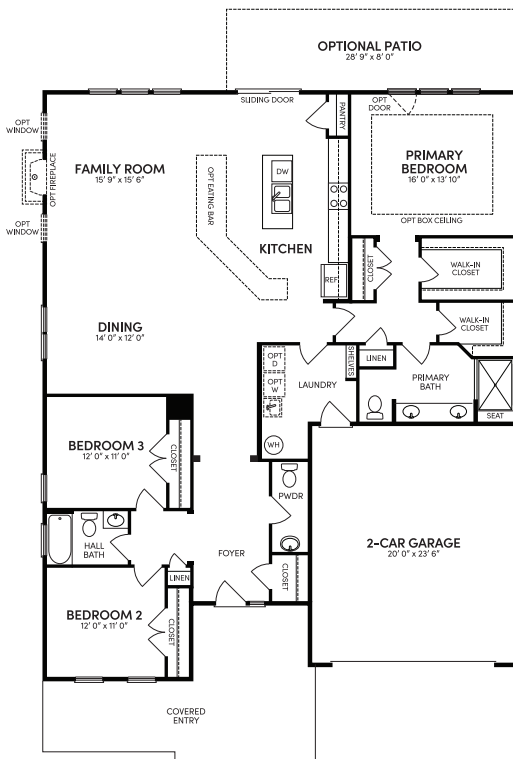 OPTIONAL PATIO
28' 9" x 8' 0"
SLIDING DOOR
OPT
DOOR
PANTRY
OPT
WINDOW
FAMILY ROOM
15' 9" x 15' 6"
OPT FIREPLACE
OPT EATING BAR
DW
PRIMARY
BEDROOM
16' 0" x 13' 10"
OPT BOX CEILING
OPT
WINDOW
KITCHEN
REF
CLOSET
WALK-IN
CLOSET
DINING
14' 0" x 12' 0"
WALK-IN
CLOSET
OPT
D
OPT
W
SHELVES
LINEN
LAUNDRY
PRIMARY
BATH
SEAT
WH
BEDROOM 3
12' 0" x 11' 0"
CLOSET
PWDR
2-CAR GARAGE
20' 0" x 23' 6"
HALL
BATH
FOYER
LINEN
CLOSET
BEDROOM 2
12' 0" x 11' 0"
CLOSET
COVERED
ENTRY